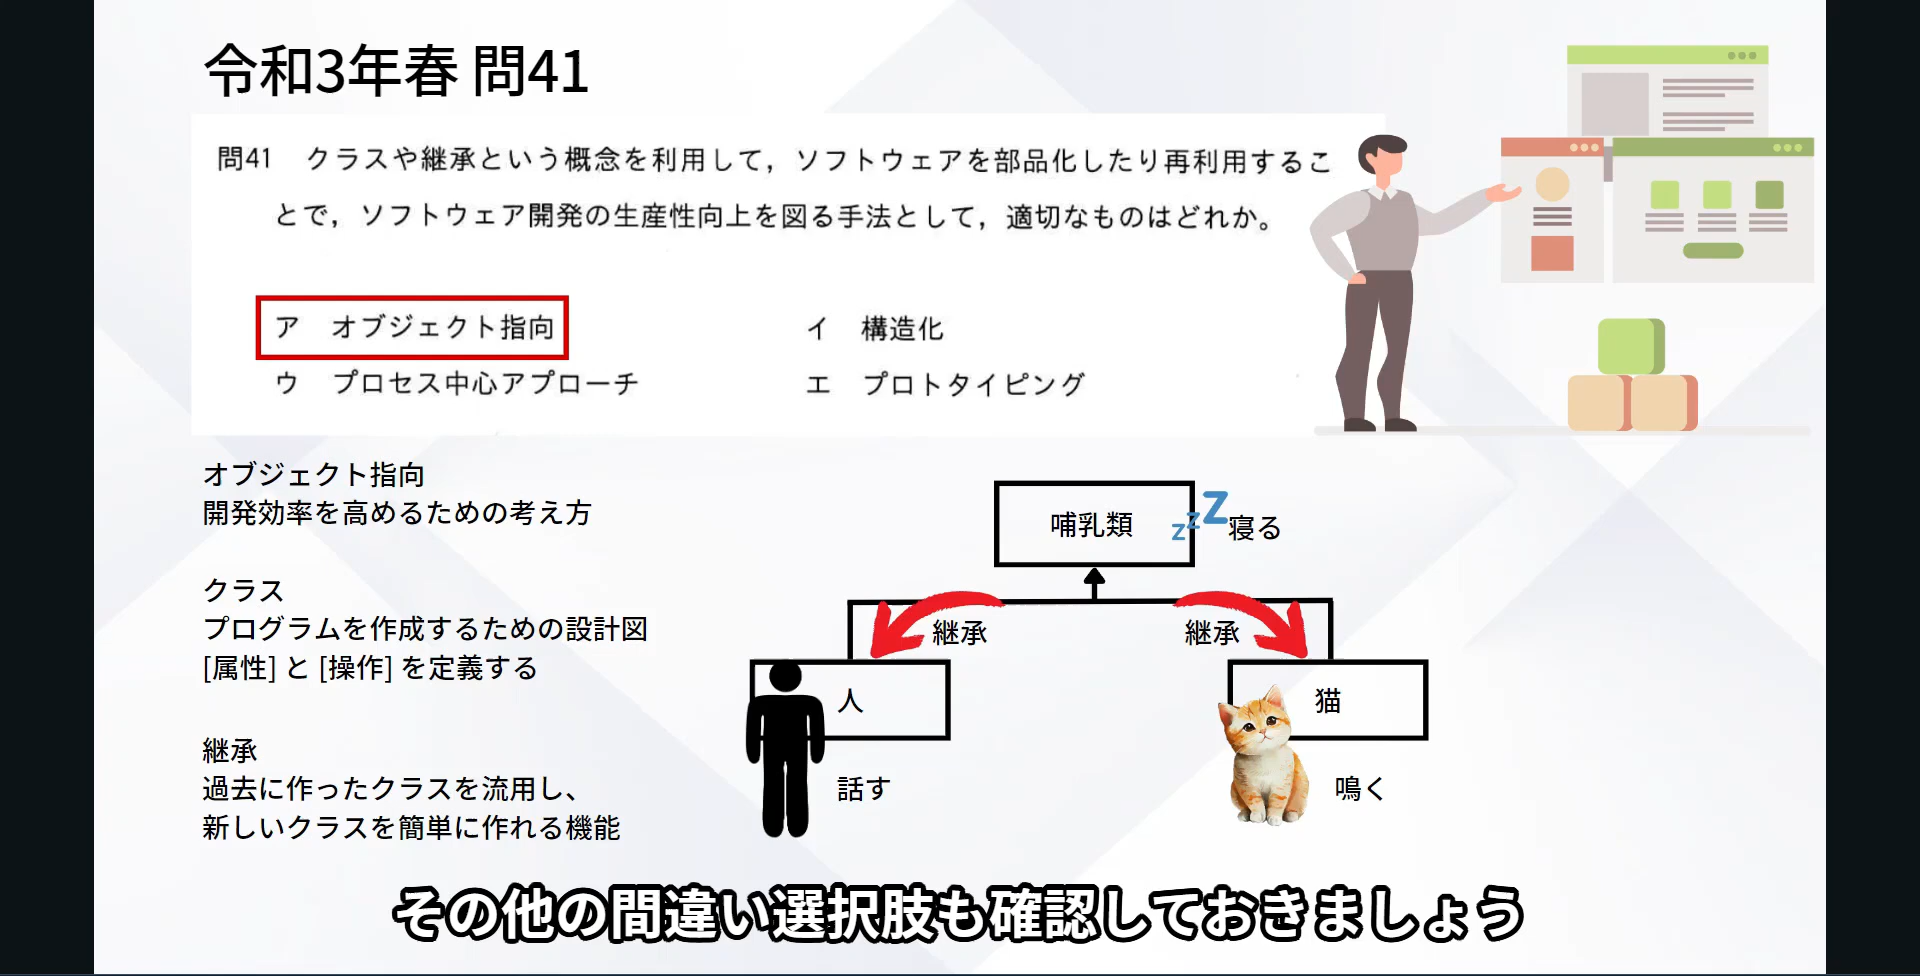 令和3年春 問41
問41　クラスや継承という概念を利用して，ソフトウェアを部品化したり再利用するこ
とで，ソフトウェア開発の生産性向上を図る手法として，適切なものはどれか。
ア　オブジェクト指向　イ　構造化
ウ　プロセス中心アプローチ　エ　プロトタイピング
オブジェクト指向
開発効率を高めるための考え方
クラス
プログラムを作成するための設計図
[属性] と [操作] を定義する
継承
過去に作ったクラスを流用し、
新しいクラスを簡単に作れる機能
哺乳類　zzZ　寝る
継承　継承
人　猫
話す　鳴く
その他の間違い選択肢も確認しておきましょう